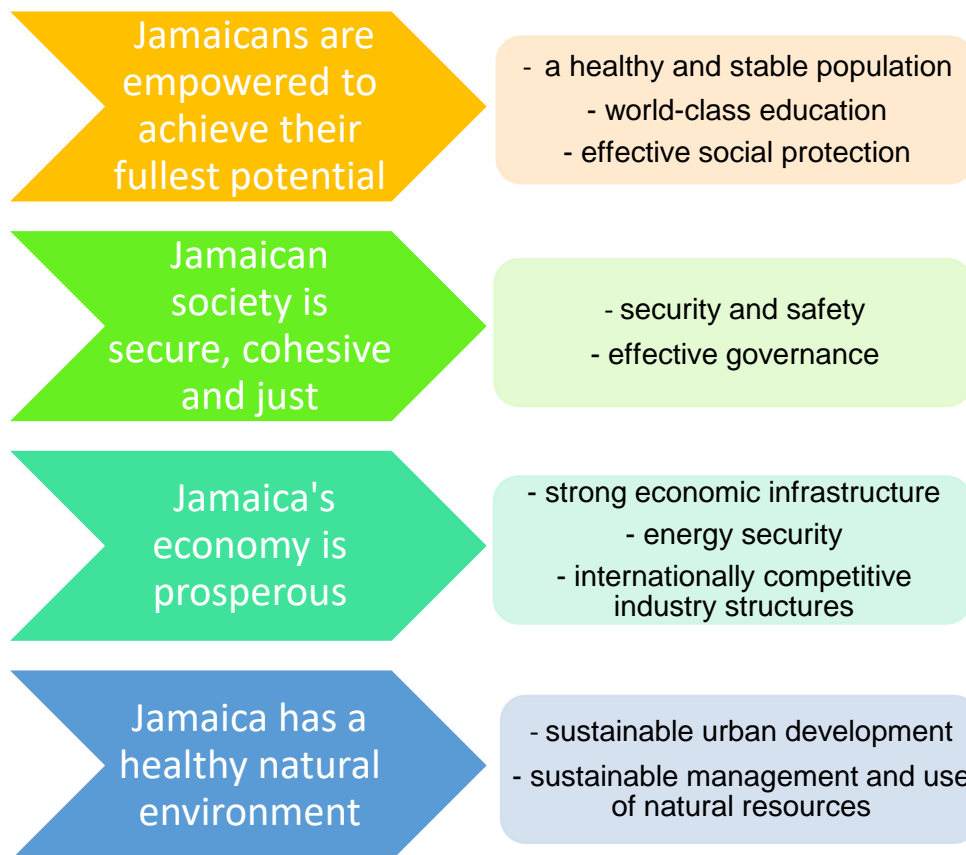 Jamaicans are
empowered to
achieve their
fullest potential
- a healthy and stable population
- world-class education
- effective social protection
Jamaican
society is
secure, cohesive
and just
- security and safety
- effective governance
Jamaica's
economy is
prosperous
- strong economic infrastructure
- energy security
- internationally competitive
industry structures
Jamaica has a
healthy natural
environment
- sustainable urban development
- sustainable management and use
of natural resources